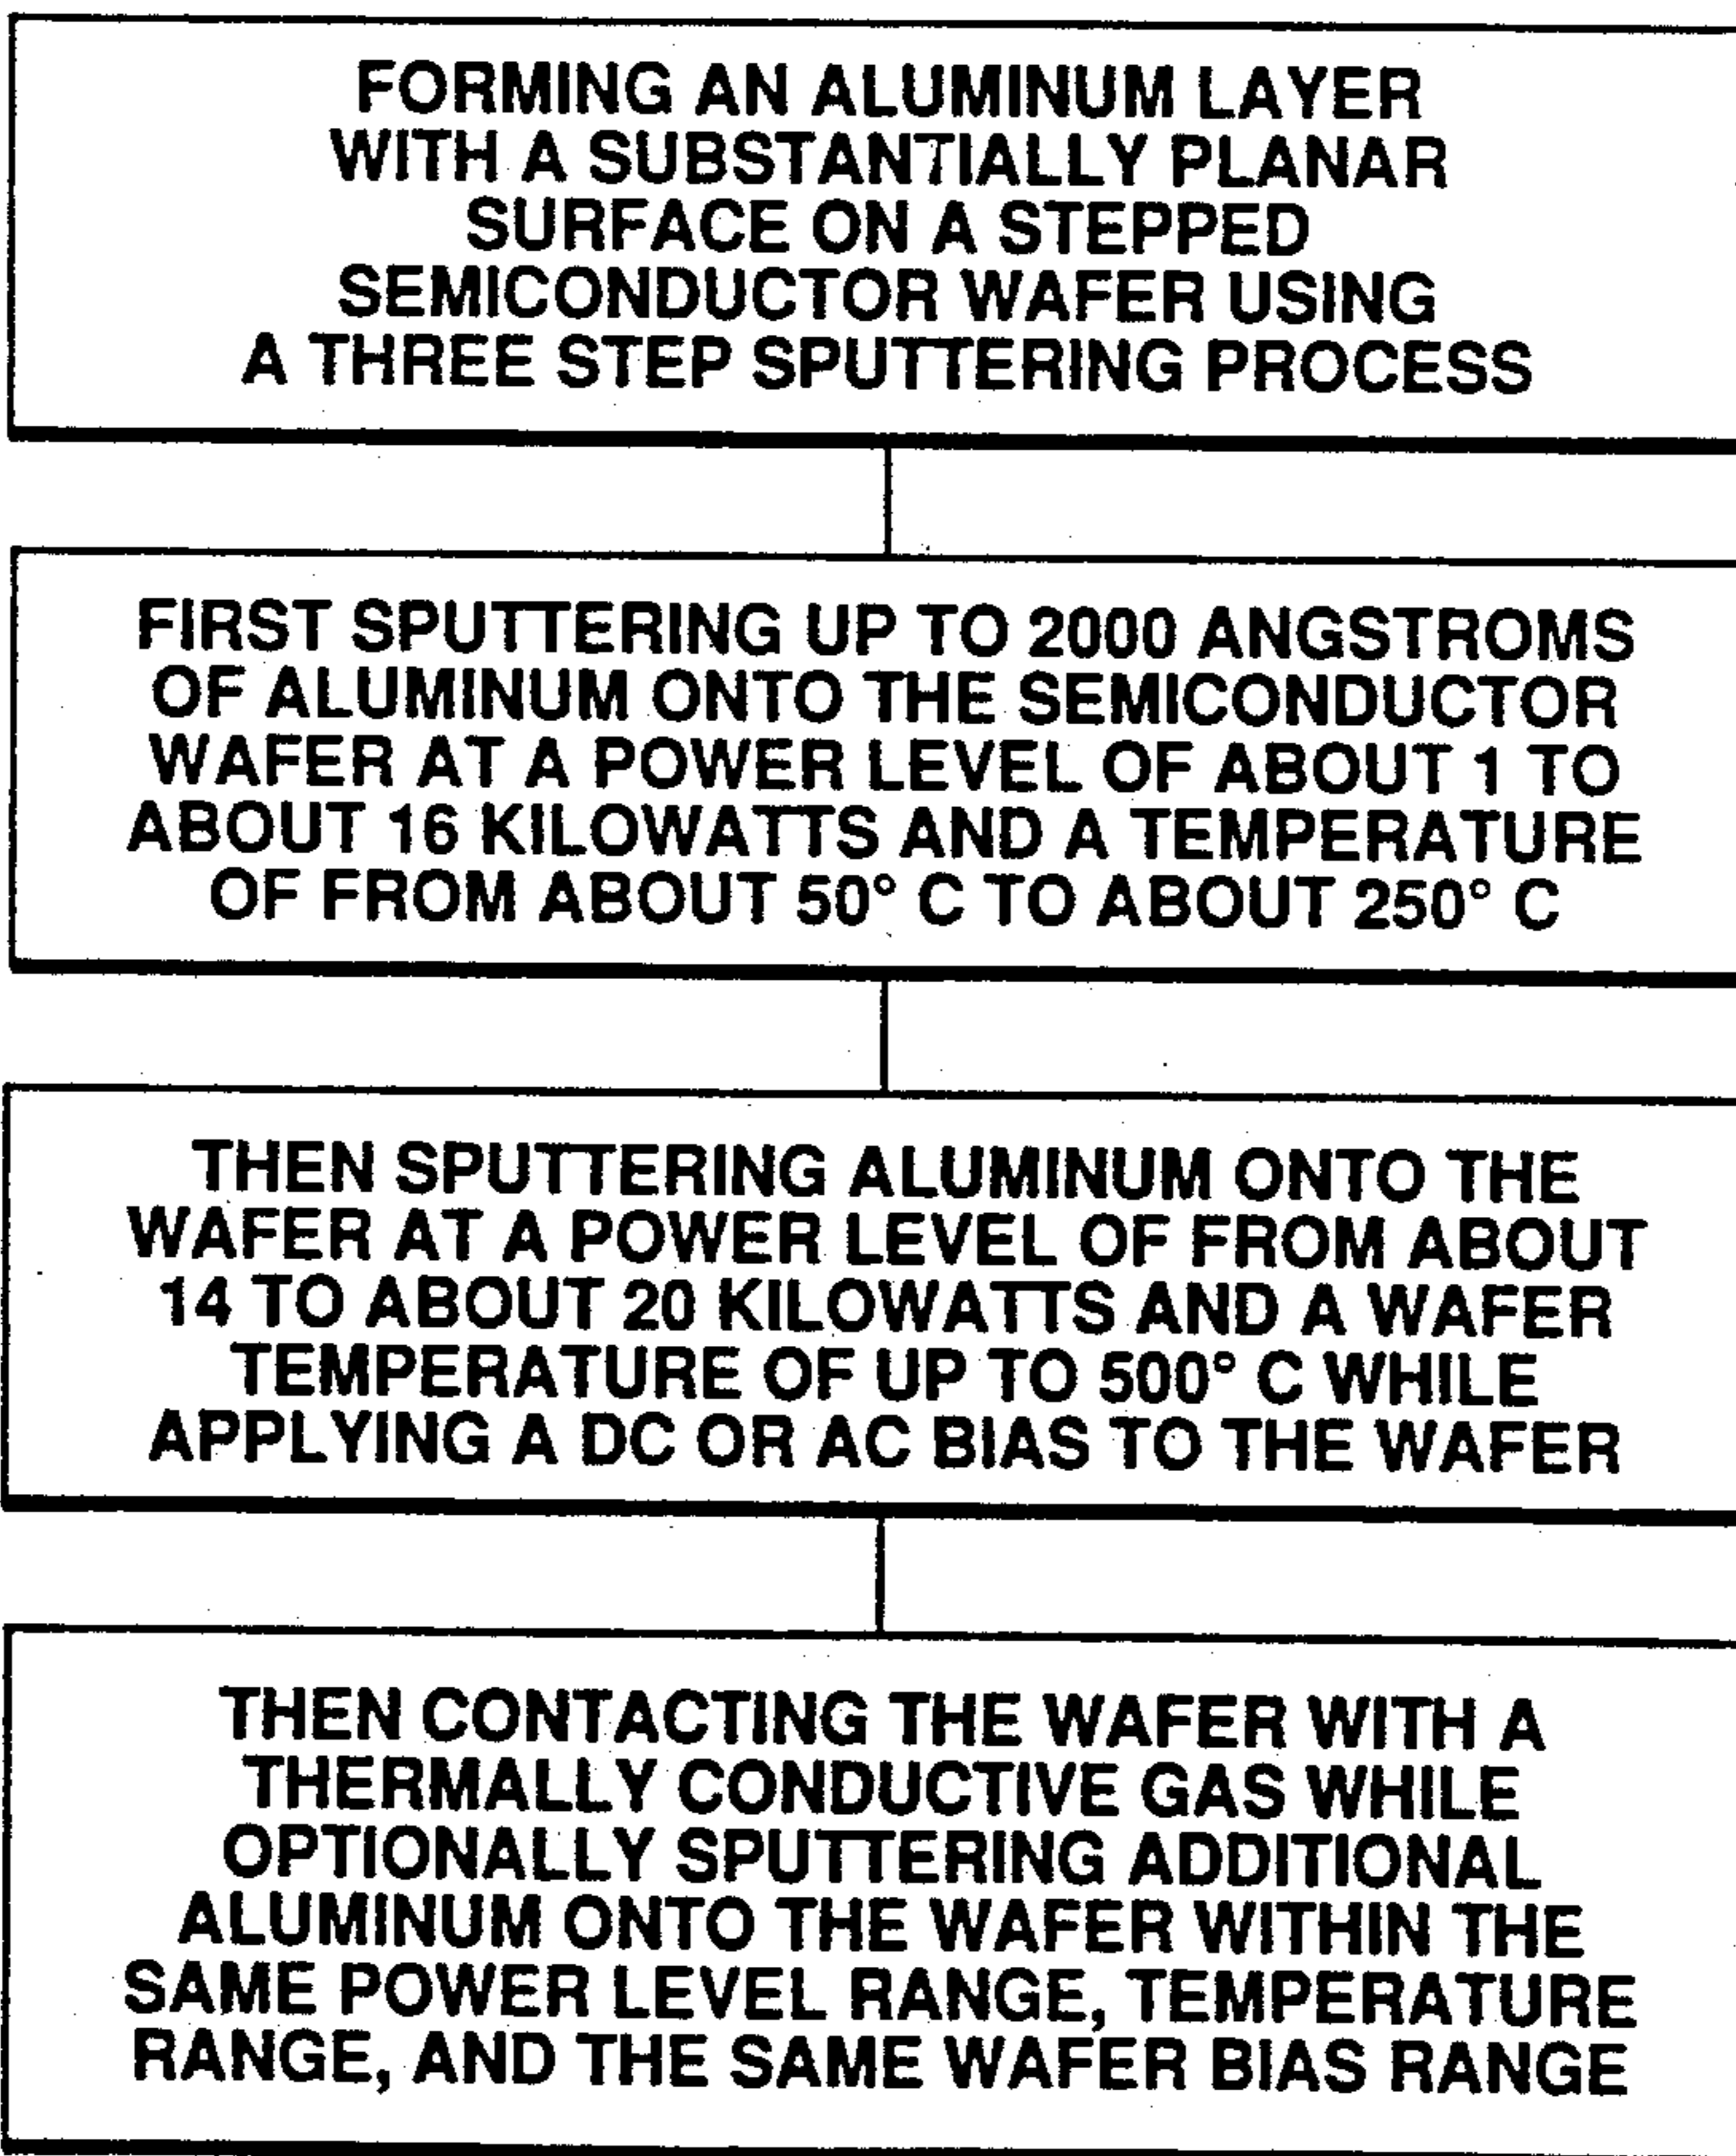 FORMING AN ALUMINUM LAYER
WITH A SUBSTANTIALLY PLANAR
SURFACE ON A STEPPED
SEMICONDUCTOR WAFER USING
A THREE STEP SPUTTERING PROCESS
FIRST SPUTTERING UP TO 2000 ANGSTROMS
OF ALUMINUM ONTO THE SEMICONDUCTOR
WAFER AT A POWER LEVEL OF ABOUT 1 TO
ABOUT 16 KILOWATTS AND A TEMPERATURE
OF FROM ABOUT 50° C TO ABOUT 250° C
THEN SPUTTERING ALUMINUM ONTO THE
WAFER AT A POWER LEVEL OF FROM ABOUT
14 TO ABOUT 20 KILOWATTS AND A WAFER
TEMPERATURE OF UP TO 500° C WHILE
APPLYING A DC OR AC BIAS TO THE WAFER
THEN CONTACTING THE WAFER WITH A
THERMALLY CONDUCTIVE GAS WHILE
OPTIONALLY SPUTTERING ADDITIONAL
ALUMINUM ONTO THE WAFER WITHIN THE
SAME POWER LEVEL RANGE, TEMPERATURE
RANGE, AND THE SAME WAFER BIAS RANGE